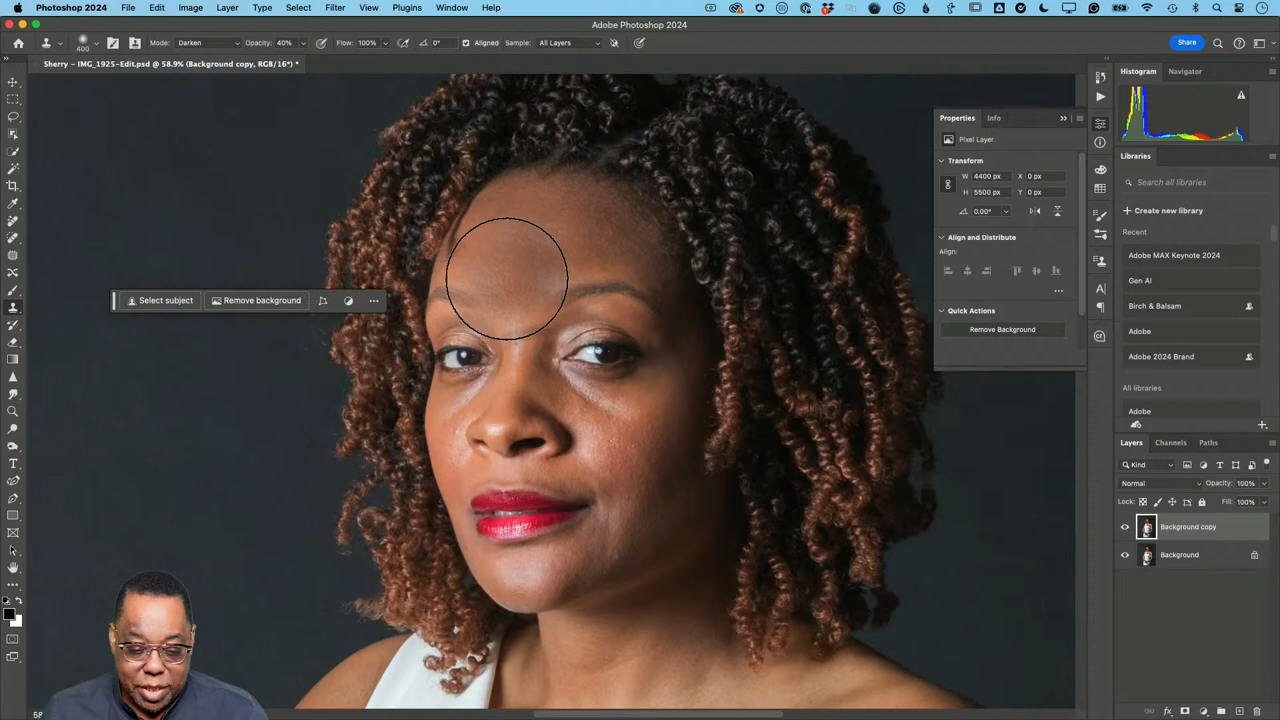 Photoshop 2024 File Edit Image Layer Type Select Filter View Plugins Window Help
Adobe Photoshop 2024
400 Mode: Darken Opacity: 40% Flow: 100% 0° Aligned Sample: All Layers Share
Sherry - IMG_1925-Edit.psd @ 58.9% (Background copy, RGB/16*) *
Histogram Navigator
Properties Info
Pixel Layer
Transform
W 4400 px X 0 px
H 5500 px Y 0 px
0.00°
Align and Distribute
Align:
Quick Actions
Remove Background
Libraries
Search all libraries
Create new library
Recent
Adobe MAX Keynote 2024
Gen AI
Birch & Balsam
Adobe
Adobe 2024 Brand
All libraries
Adobe
Select subject Remove background
Layers Channels Paths
Kind
Normal Opacity: 100%
Lock: Fill: 100%
Background copy
Background
58